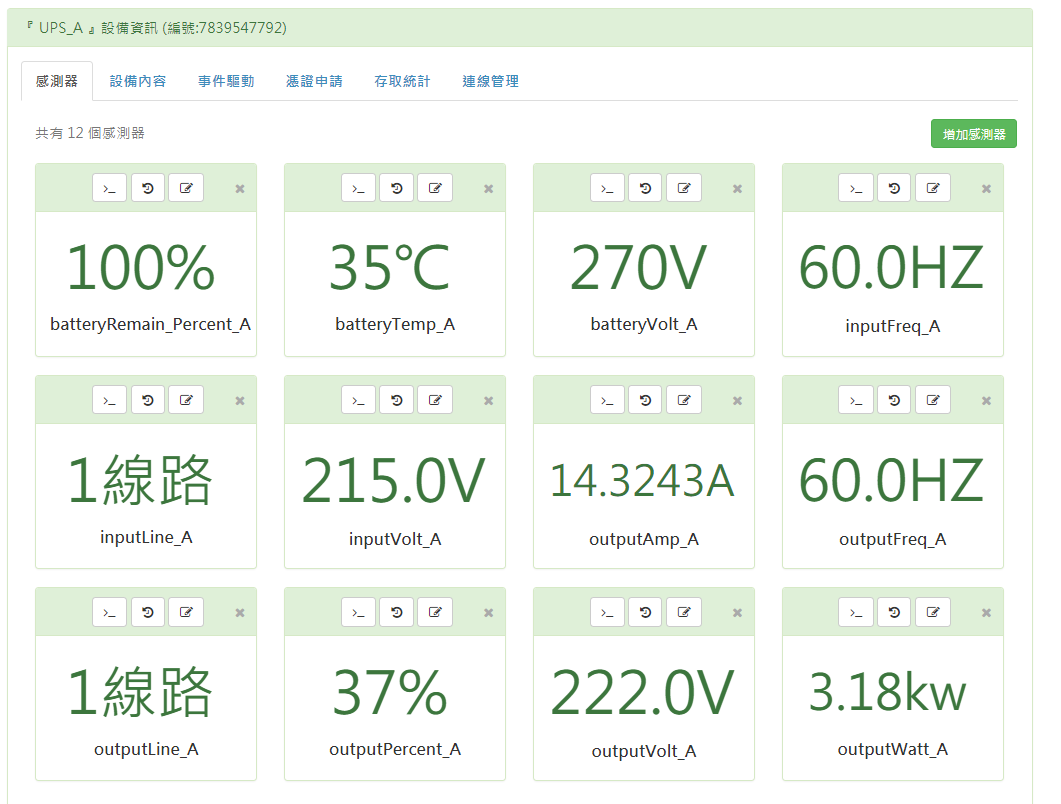 『 UPS_A 』設備資訊 (編號:7839547792)
感測器 設備內容 事件驅動 憑證申請 存取統計 連線管理
共有 12 個感測器 增加感測器
100% 35℃ 270V 60.0HZ
batteryRemain_Percent_A batteryTemp_A batteryVolt_A inputFreq_A
1線路 215.0V 14.3243A 60.0HZ
inputLine_A inputVolt_A outputAmp_A outputFreq_A
1線路 37% 222.0V 3.18kw
outputLine_A outputPercent_A outputVolt_A outputWatt_A